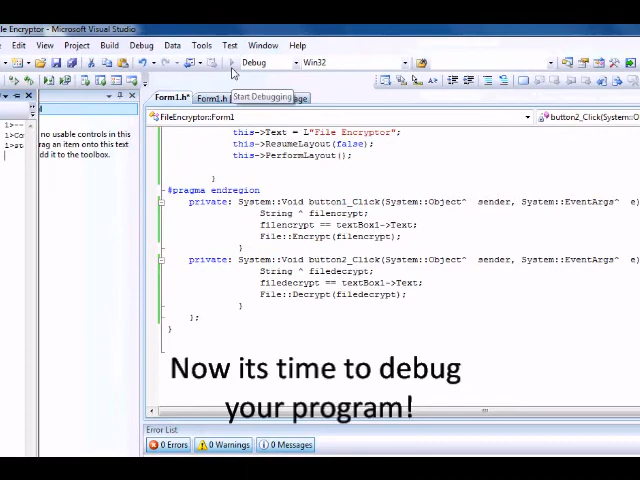 File Encryptor - Microsoft Visual Studio
Edit View Project Build Debug Data Tools Test Window Help
Debug Win32
Form1.h* Form1.h
Start Debugging
FileEncryptor::Form1
button2_Click(System::O
no usable controls in this
drag an item onto this text
add it to the toolbox.
this->Text = L"File Encryptor";
this->ResumeLayout(false);
this->PerformLayout();
}
#pragma endregion
private: System::Void button1_Click(System::Object^ sender, System::EventArgs^ e)
String ^ filencrypt;
filencrypt == textBox1->Text;
File::Encrypt(filencrypt);
}
private: System::Void button2_Click(System::Object^ sender, System::EventArgs^ e)
String ^ filedecrypt;
filedecrypt == textBox1->Text;
File::Decrypt(filedecrypt);
}
};
}
Now its time to debug
your program!
Error List
0 Errors 0 Warnings 0 Messages